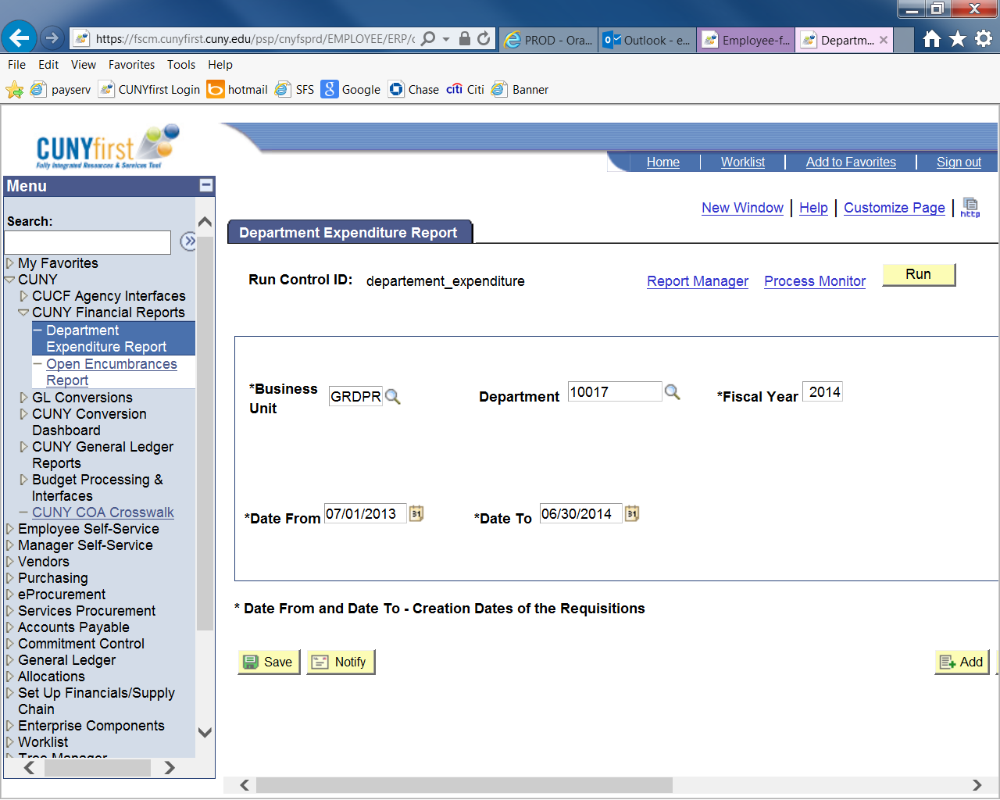 https://fscm.cunyfirst.cuny.edu/psp/cnyfsprd/EMPLOYEE/ERP/c
PROD - Ora...
Outlook - e...
Employee-f...
Departm...
File Edit View Favorites Tools Help
payserv CUNYfirst Login hotmail SFS Google Chase citi Citi Banner
CUNYfirst
Fully Integrated Resources & Services Tool
Home Worklist Add to Favorites Sign out
New Window Help Customize Page http
Menu
Search:
My Favorites
CUNY
CUCF Agency Interfaces
CUNY Financial Reports
Department
Expenditure Report
Open Encumbrances
Report
GL Conversions
CUNY Conversion
Dashboard
CUNY General Ledger
Reports
Budget Processing &
Interfaces
CUNY COA Crosswalk
Employee Self-Service
Manager Self-Service
Vendors
Purchasing
eProcurement
Services Procurement
Accounts Payable
Commitment Control
General Ledger
Allocations
Set Up Financials/Supply
Chain
Enterprise Components
Worklist
Tree Manager
Department Expenditure Report
Run Control ID: departement_expenditure Report Manager Process Monitor Run
*Business
Unit
GRDPR
Department 10017
*Fiscal Year 2014
*Date From 07/01/2013 31 *Date To 06/30/2014 31
* Date From and Date To - Creation Dates of the Requisitions
Save Notify Add